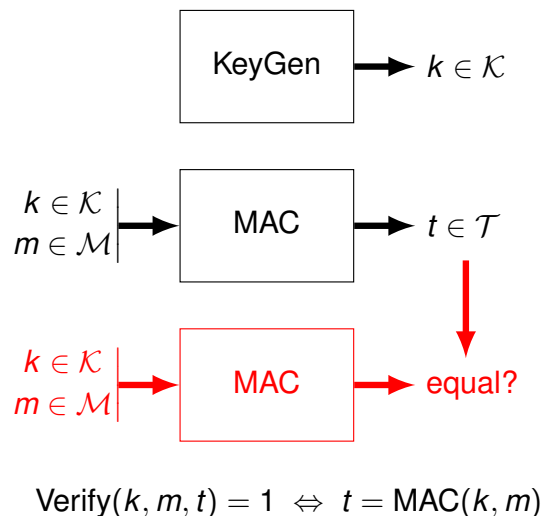 KeyGen
k ∈ 𝒦
k ∈ 𝒦
m ∈ ℳ
MAC
t ∈ 𝒯
k ∈ 𝒦
m ∈ ℳ
MAC
equal?
Verify(k, m, t) = 1 ⇔ t = MAC(k, m)